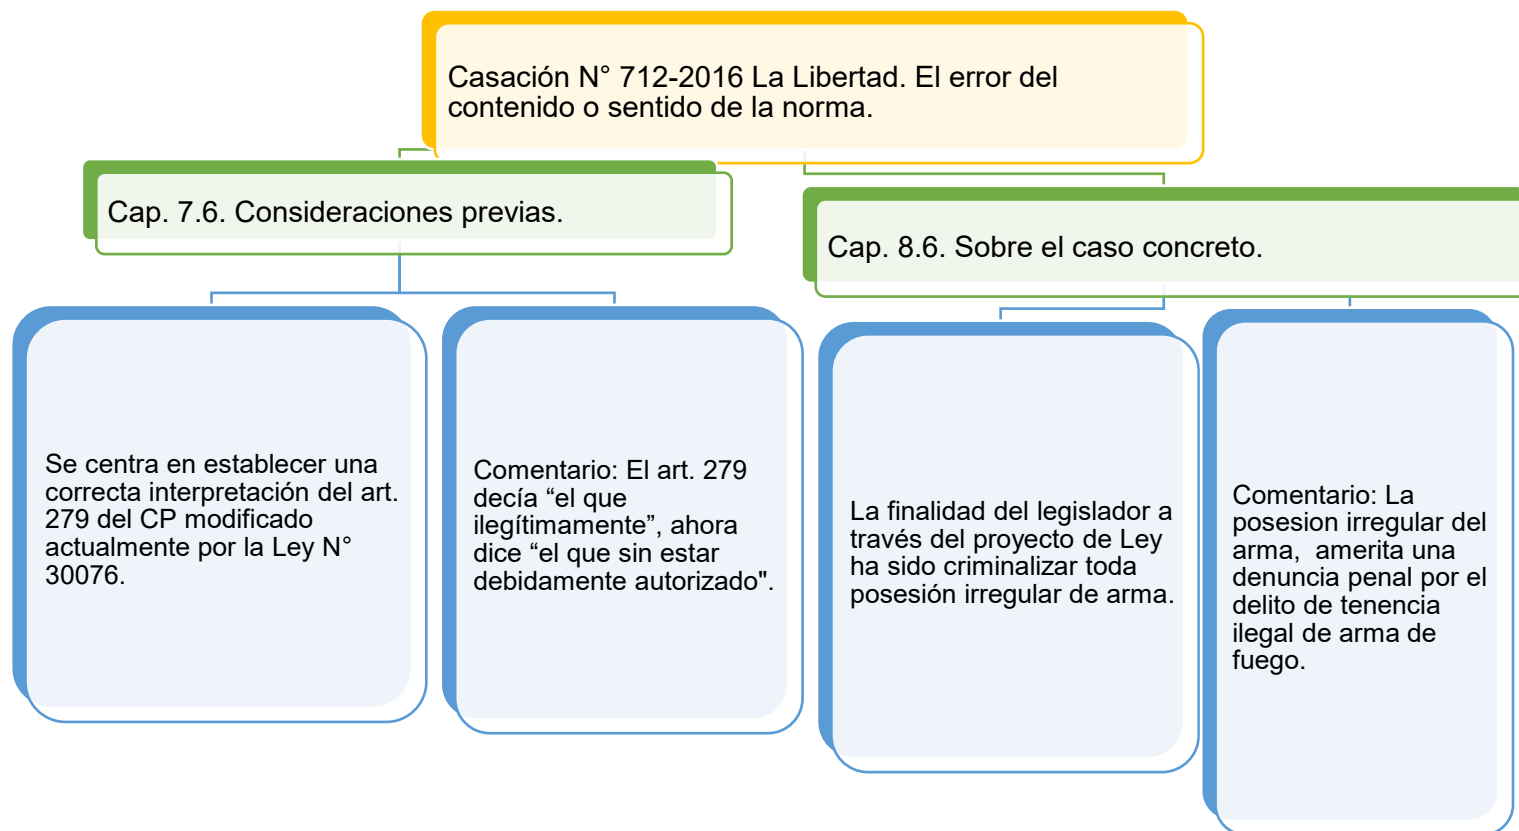 Casación N° 712-2016 La Libertad. El error del
contenido o sentido de la norma.
Cap. 7.6. Consideraciones previas.
Cap. 8.6. Sobre el caso concreto.
Se centra en establecer una
correcta interpretación del art.
279 del CP modificado
actualmente por la Ley N°
30076.
Comentario: El art. 279
decía “el que
ilegítimamente”, ahora
dice “el que sin estar
debidamente autorizado".
La finalidad del legislador a
través del proyecto de Ley
ha sido criminalizar toda
posesión irregular de arma.
Comentario: La
posesion irregular del
arma,  amerita una
denuncia penal por el
delito de tenencia
ilegal de arma de
fuego.